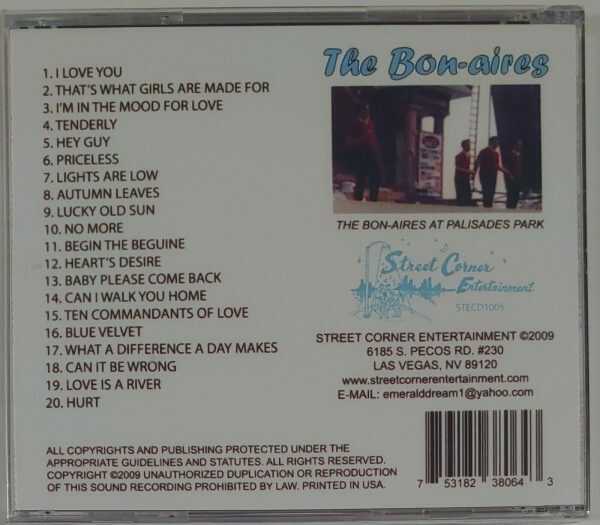 The Bon-aires
1. I LOVE YOU
2. THAT'S WHAT GIRLS ARE MADE FOR
3. I'M IN THE MOOD FOR LOVE
4. TENDERLY
5. HEY GUY
6. PRICELESS
7. LIGHTS ARE LOW
8. AUTUMN LEAVES
9. LUCKY OLD SUN
10. NO MORE
11. BEGIN THE BEGUINE
12. HEART'S DESIRE
13. BABY PLEASE COME BACK
14. CAN I WALK YOU HOME
15. TEN COMMANDANTS OF LOVE
16. BLUE VELVET
17. WHAT A DIFFERENCE A DAY MAKES
18. CAN IT BE WRONG
19. LOVE IS A RIVER
20. HURT
THE BON-AIRES AT PALISADES PARK
Street Corner
Entertainment
STECD1005
STREET CORNER ENTERTAINMENT ©2009
6185 S. PECOS RD. #230
LAS VEGAS, NV 89120
www.streetcornerentertainment.com
E-MAIL: emeralddream1@yahoo.com
ALL COPYRIGHTS AND PUBLISHING PROTECTED UNDER THE
APPROPRIATE GUIDELINES AND STATUTES. ALL RIGHTS RESERVED.
COPYRIGHT ©2009 UNAUTHORIZED DUPLICATION OR REPRODUCTION
OF THIS SOUND RECORDING PROHIBITED BY LAW. PRINTED IN USA.
7 53182 38064 3